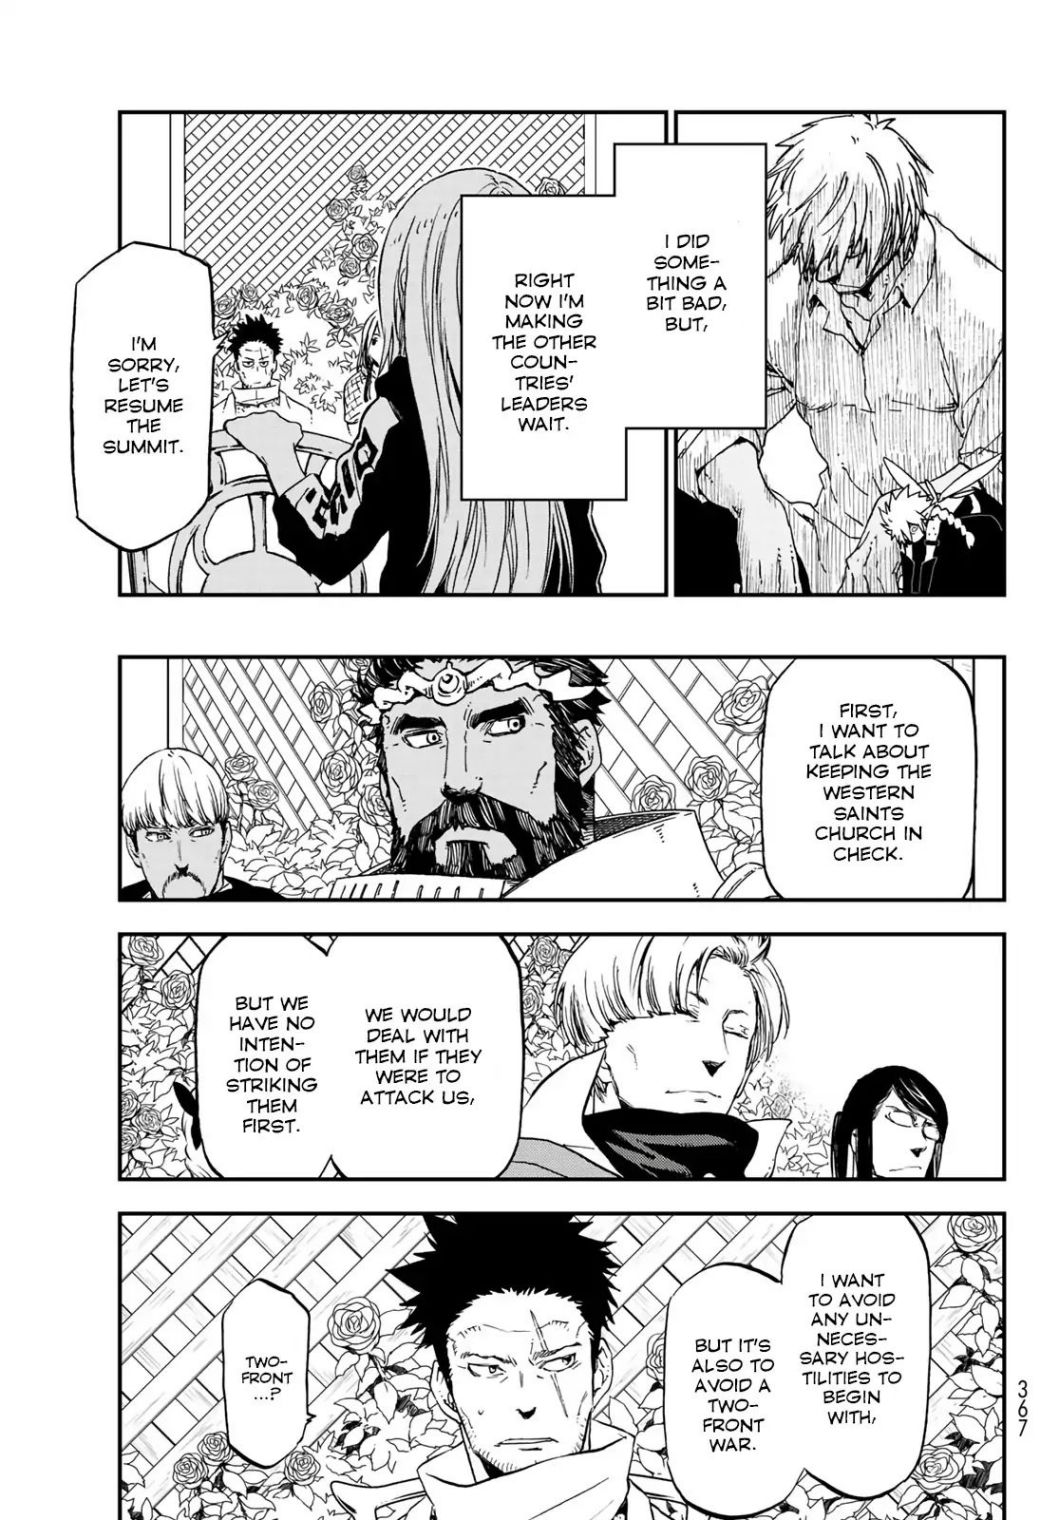 I DID
SOME-
THING A
BIT BAD,
BUT,
RIGHT
NOW I'M
MAKING
THE OTHER
COUN-
TRIES'
LEADERS
WAIT.
I'M
SORRY,
LET'S
RESUME
THE
SUMMIT.
FIRST,
I WANT TO
TALK ABOUT
KEEPING THE
WESTERN
SAINTS
CHURCH IN
CHECK.
WE WOULD
DEAL WITH
THEM IF THEY
WERE TO
ATTACK US,
BUT WE
HAVE NO
INTEN-
TION OF
STRIKING
THEM
FIRST.
I WANT
TO AVOID
ANY UN-
NECES-
SARY HOS-
TILITIES TO
BEGIN
WITH,
BUT IT'S
ALSO TO
AVOID A
TWO-
FRONT
WAR.
TWO-
FRONT
...?
367